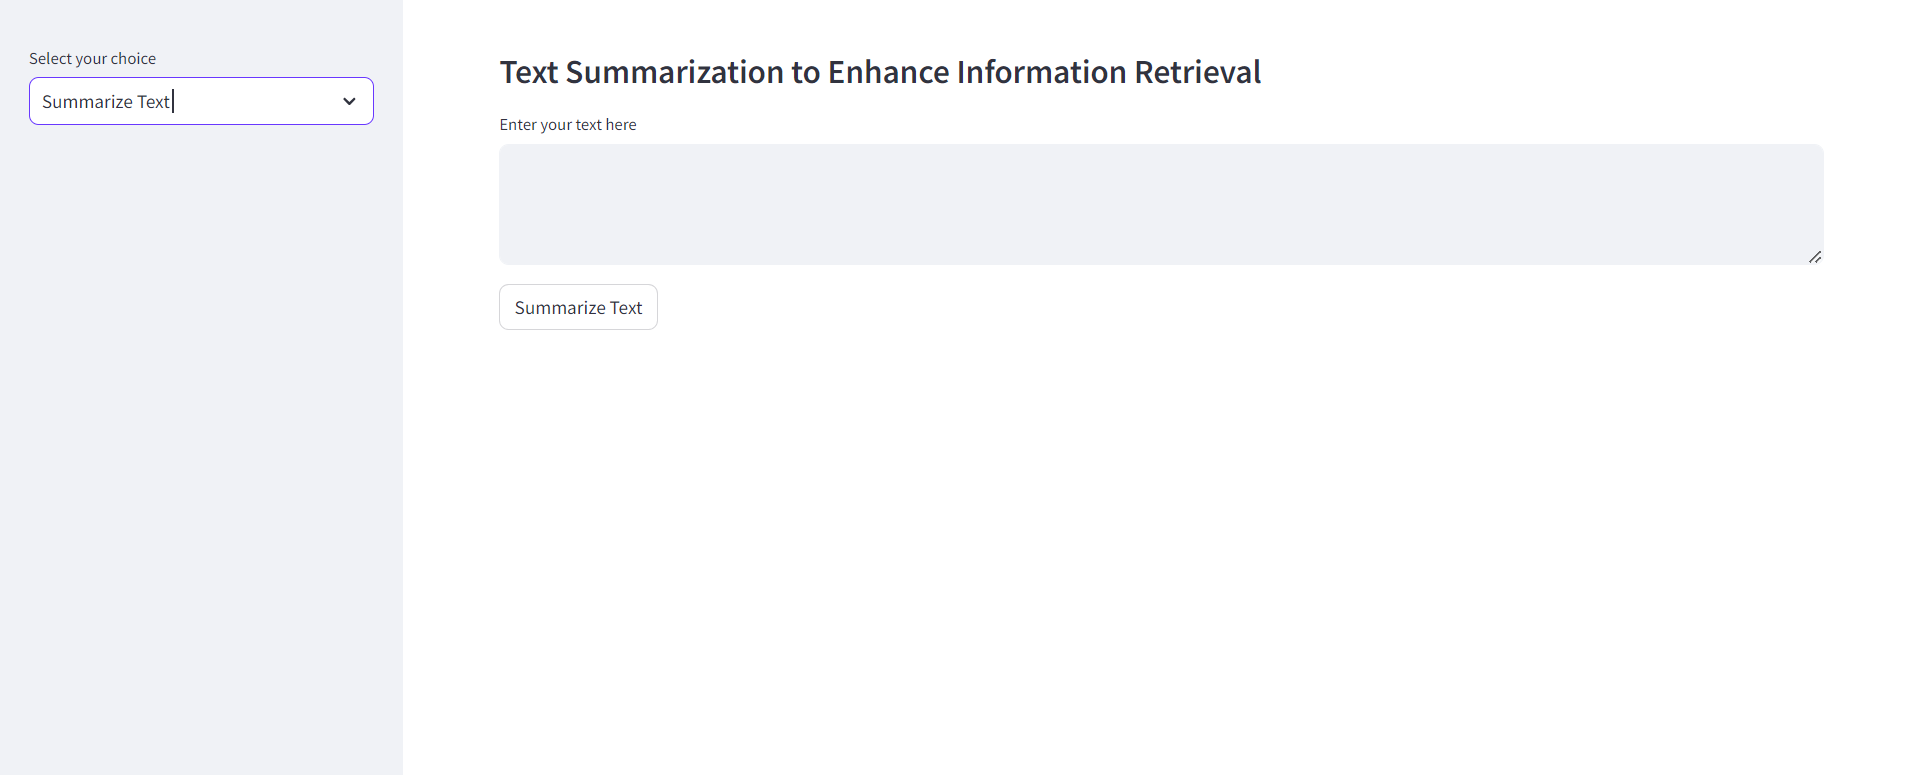 Select your choice
Summarize Text
Text Summarization to Enhance Information Retrieval
Enter your text here
Summarize Text